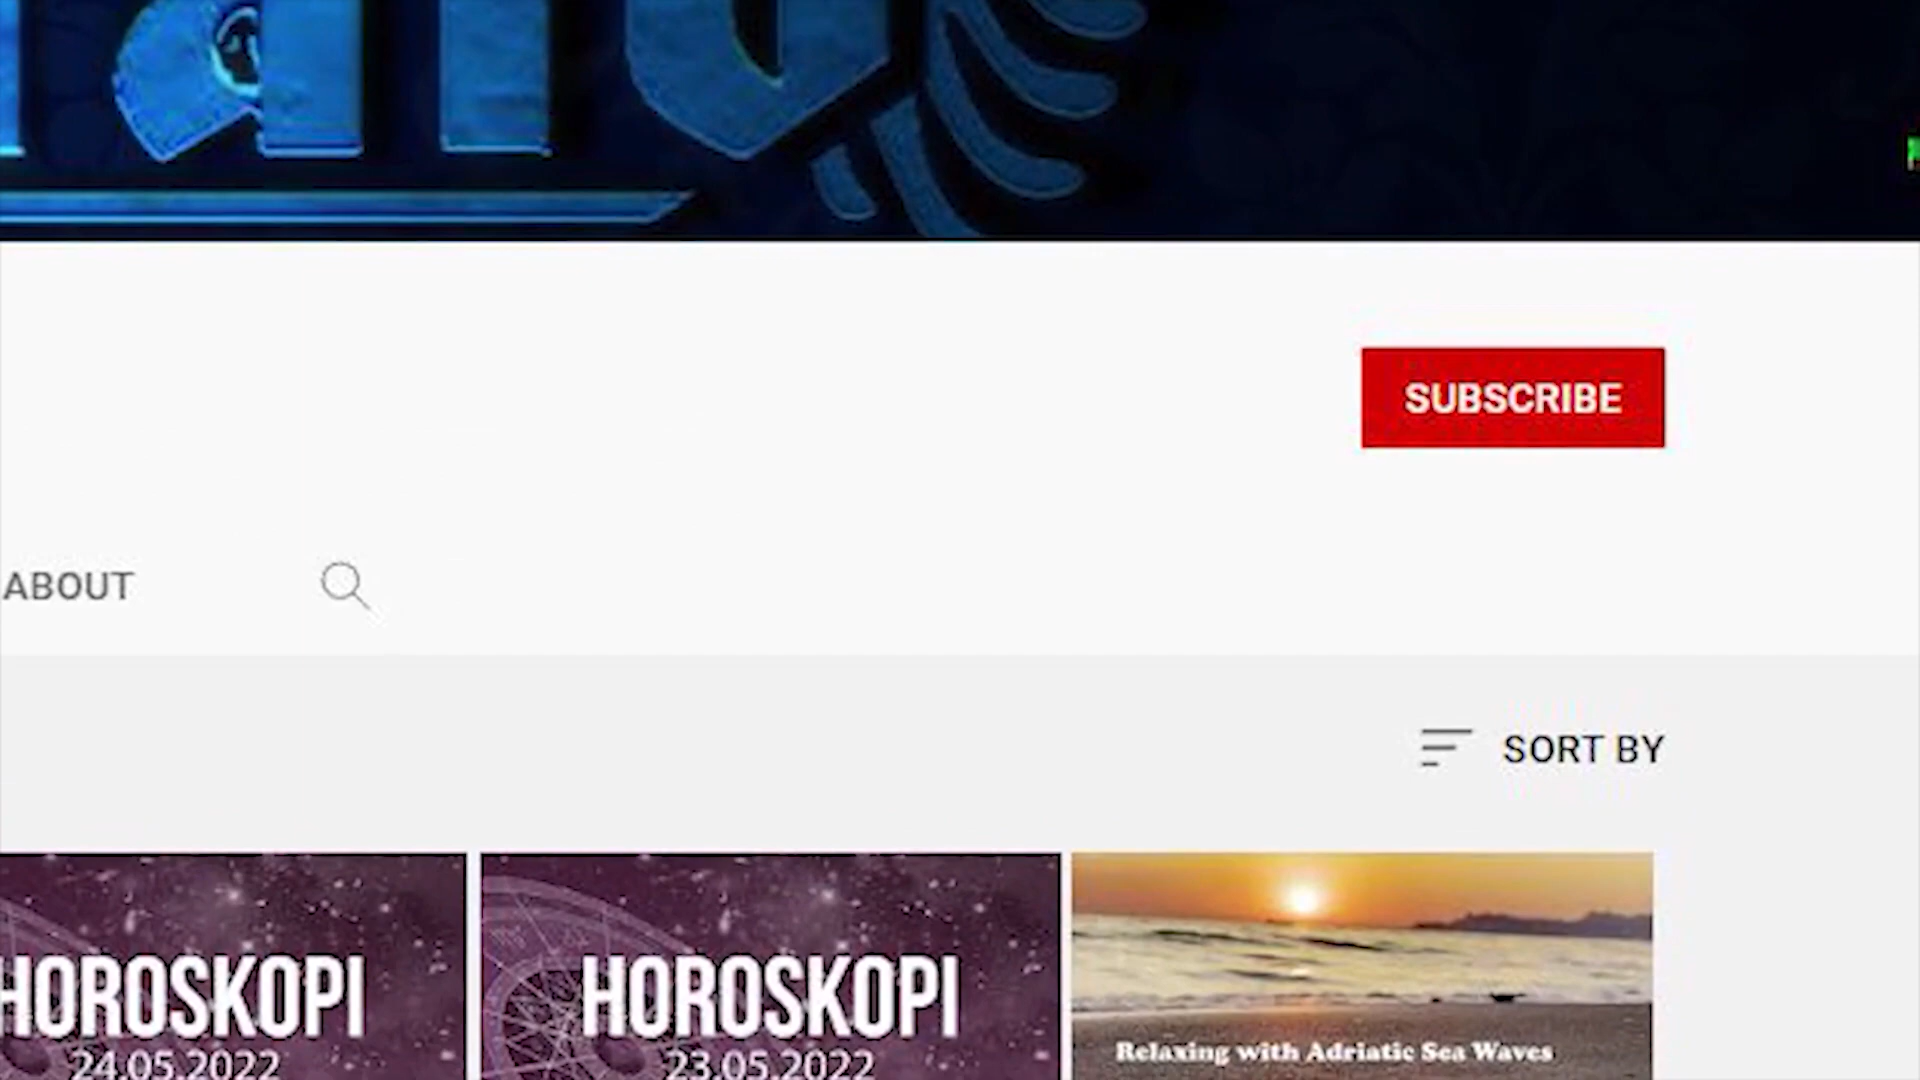 SUBSCRIBE
ABOUT
SORT BY
HOROSKOPI
24.05.2022
HOROSKOPI
23.05.2022
Relaxing with Adriatic Sea Waves